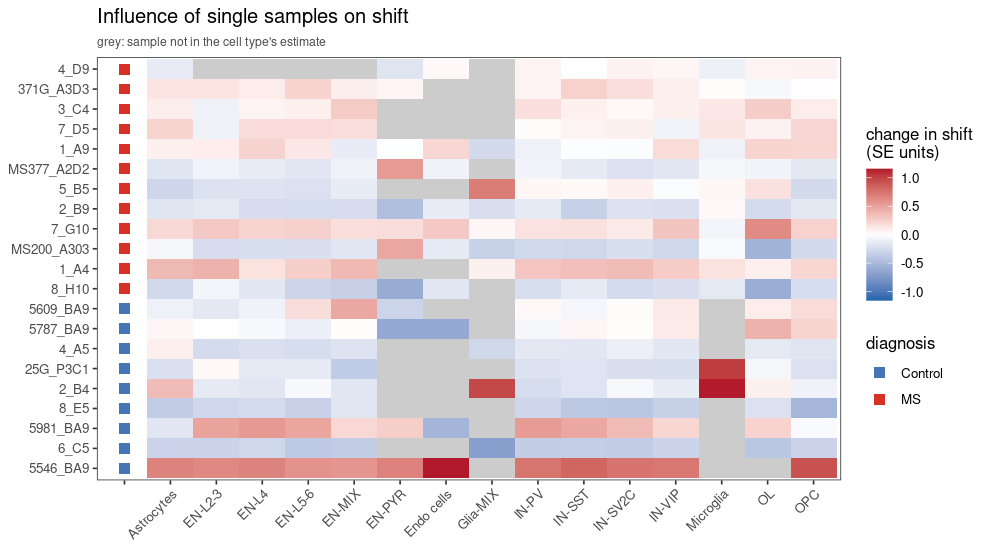 Influence of single samples on shift
grey: sample not in the cell type's estimate
4_D9
371G_A3D3
3_C4
7_D5
1_A9
MS377_A2D2
5_B5
2_B9
7_G10
MS200_A303
1_A4
8_H10
5609_BA9
5787_BA9
4_A5
25G_P3C1
2_B4
8_E5
5981_BA9
6_C5
5546_BA9
Astrocytes
EN-L2-3
EN-L4
EN-L5-6
EN-MIX
EN-PYR
Endo cells
Glia-MIX
IN-PV
IN-SST
IN-SV2C
IN-VIP
Microglia
OL
OPC
change in shift
(SE units)
1.0
0.5
0.0
-0.5
-1.0
diagnosis
Control
MS